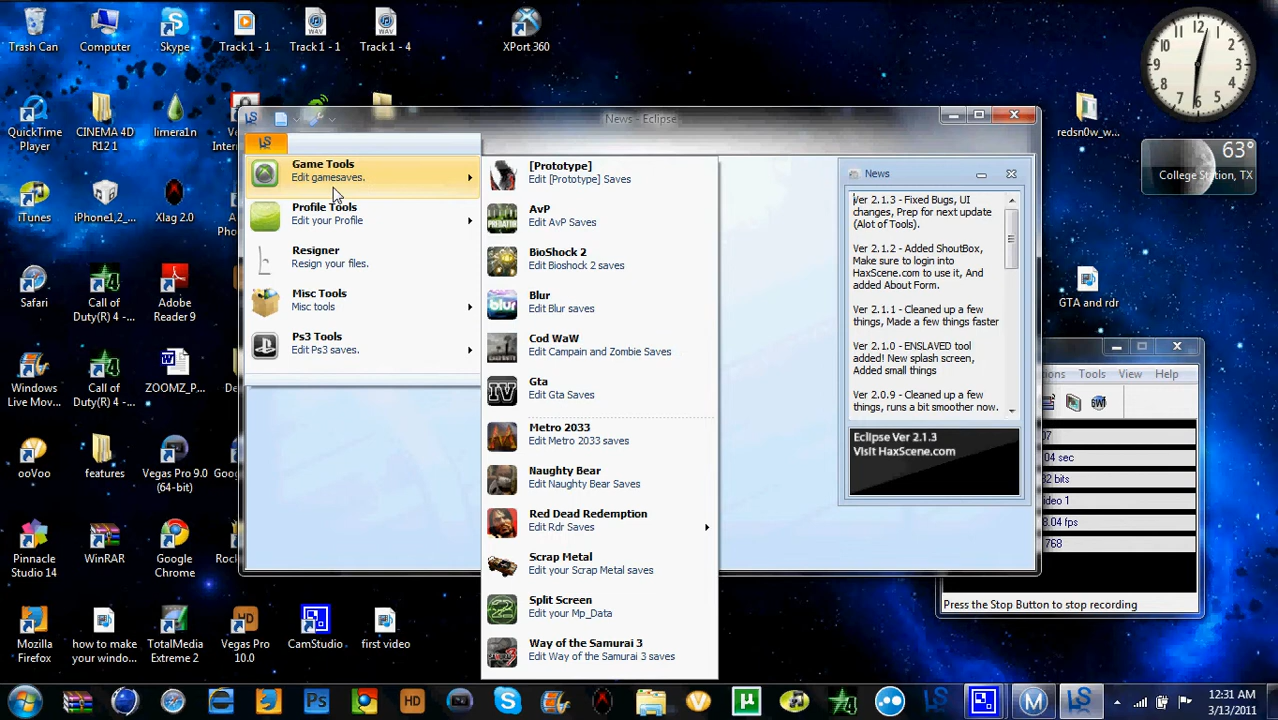 Trash Can
Computer
Skype
Track 1 - 1
Track 1 - 1
Track 1 - 4
XPort 360
QuickTime
Player
CINEMA 4D
R12 1
limera1n
iTunes
iPhone1,2_...
Xlag 2.0
Safari
Call of
Duty(R) 4 -...
Adobe
Reader 9
Windows
Live Mov...
Call of
Duty(R) 4 -...
ZOOMZ_P...
ooVoo
features
Vegas Pro 9.0
(64-bit)
Pinnacle
Studio 14
WinRAR
Google
Chrome
Mozilla
Firefox
how to make
your windo...
TotalMedia
Extreme 2
Vegas Pro
10.0
CamStudio
first video
News - Eclipse
Game Tools
Edit gamesaves.
Profile Tools
Edit your Profile
Resigner
Resign your files.
Misc Tools
Misc tools
Ps3 Tools
Edit Ps3 saves.
[Prototype]
Edit [Prototype] Saves
AvP
Edit AvP Saves
BioShock 2
Edit Bioshock 2 saves
Blur
Edit Blur saves
Cod WaW
Edit Campain and Zombie Saves
Gta
Edit Gta Saves
Metro 2033
Edit Metro 2033 saves
Naughty Bear
Edit Naughty Bear Saves
Red Dead Redemption
Edit Rdr Saves
Scrap Metal
Edit your Scrap Metal saves
Split Screen
Edit your Mp_Data
Way of the Samurai 3
Edit Way of the Samurai 3 saves
News
Ver 2.1.3 - Fixed Bugs, UI
changes, Prep for next update
(Alot of Tools).
Ver 2.1.2 - Added ShoutBox,
Make sure to login into
HaxScene.com to use it, And
added About Form.
Ver 2.1.1 - Cleaned up a few
things, Made a few things faster
Ver 2.1.0 - ENSLAVED tool
added! New splash screen,
Added small things
Ver 2.0.9 - Cleaned up a few
things, runs a bit smoother now.
Eclipse Ver 2.1.3
Visit HaxScene.com
63°
College Station, TX
redsn0w_w...
GTA and rdr
ions Tools View Help
07
04 sec
32 bits
ideo 1
8.04 fps
768
Press the Stop Button to stop recording
12:31 AM
3/13/2011